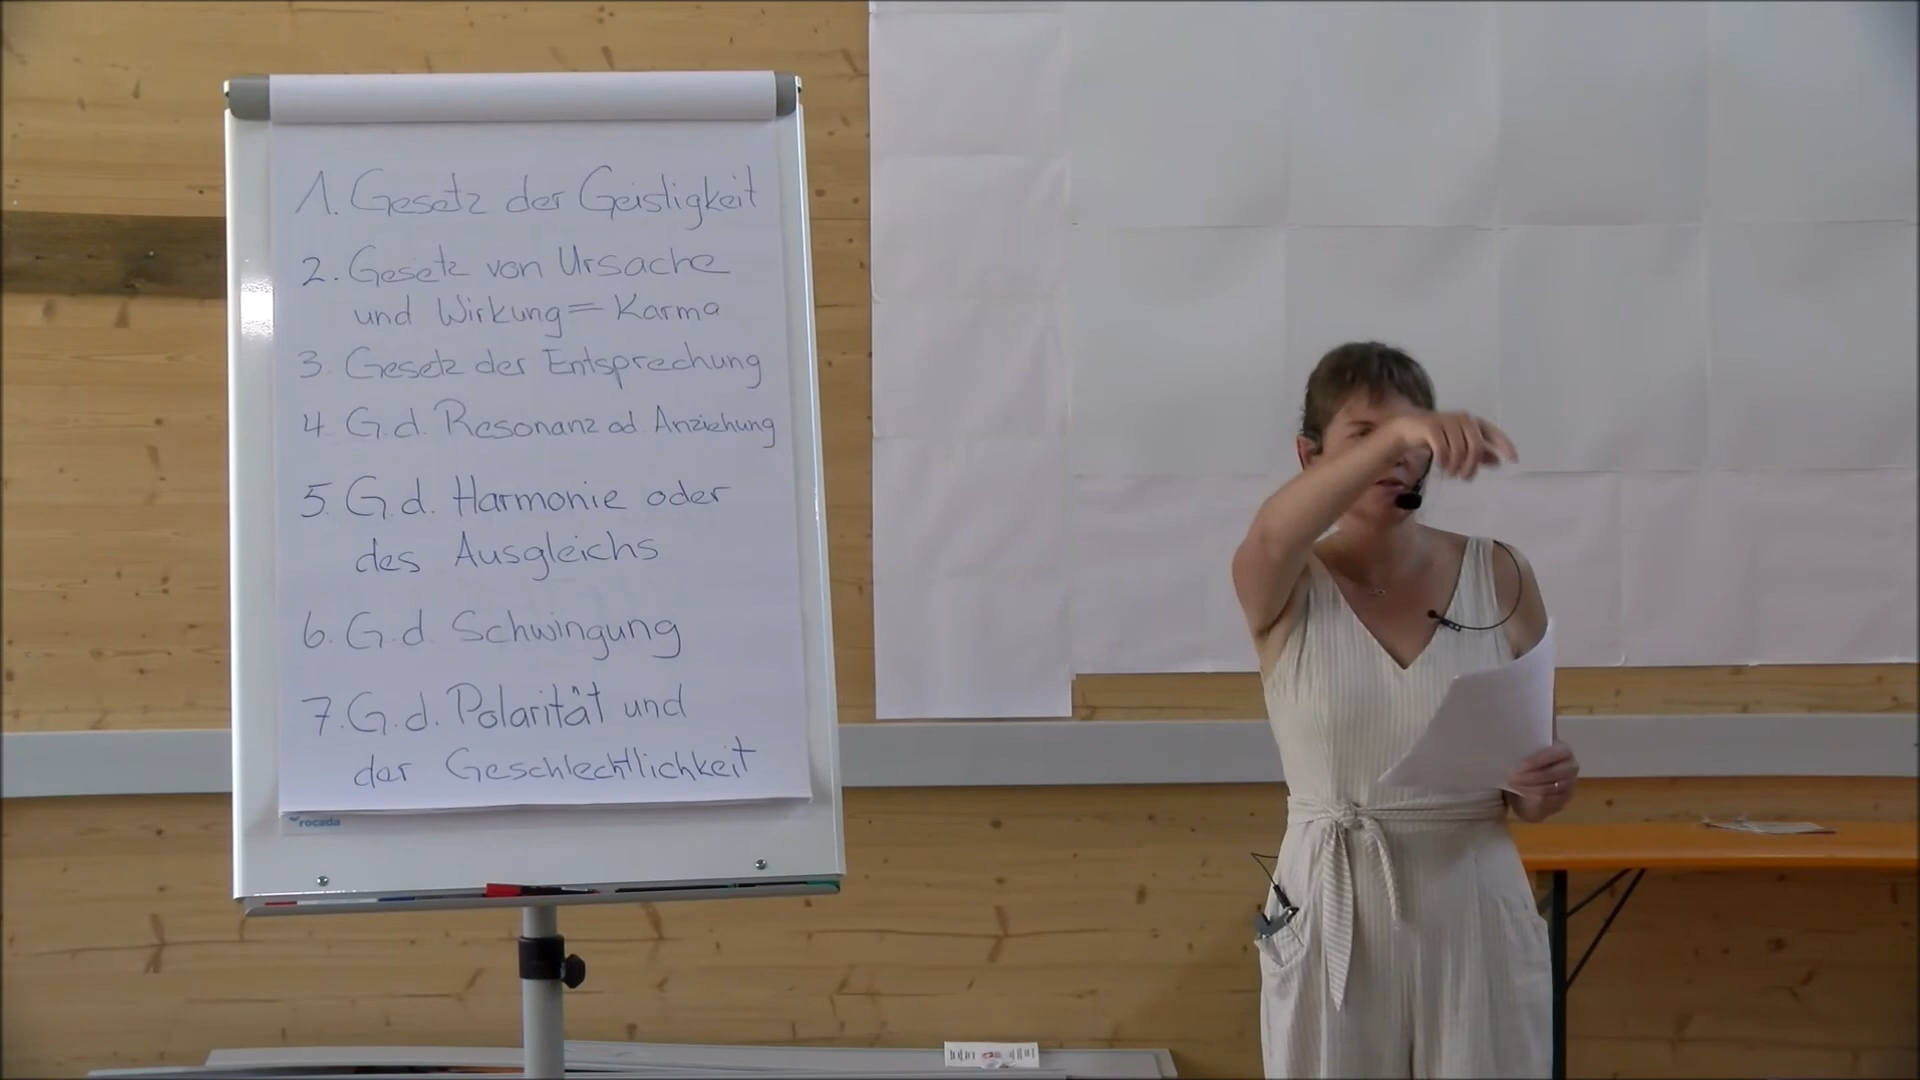 1. Gesetz der Geistigkeit
2. Gesetz von Ursache
und Wirkung = Karma
3. Gesetz der Entsprechung
4. G.d. Resonanz od Anziehung
5. G.d. Harmonie oder
des Ausgleichs
6. G.d. Schwingung
7. G.d. Polarität und
der Geschlechtlichkeit
rocada